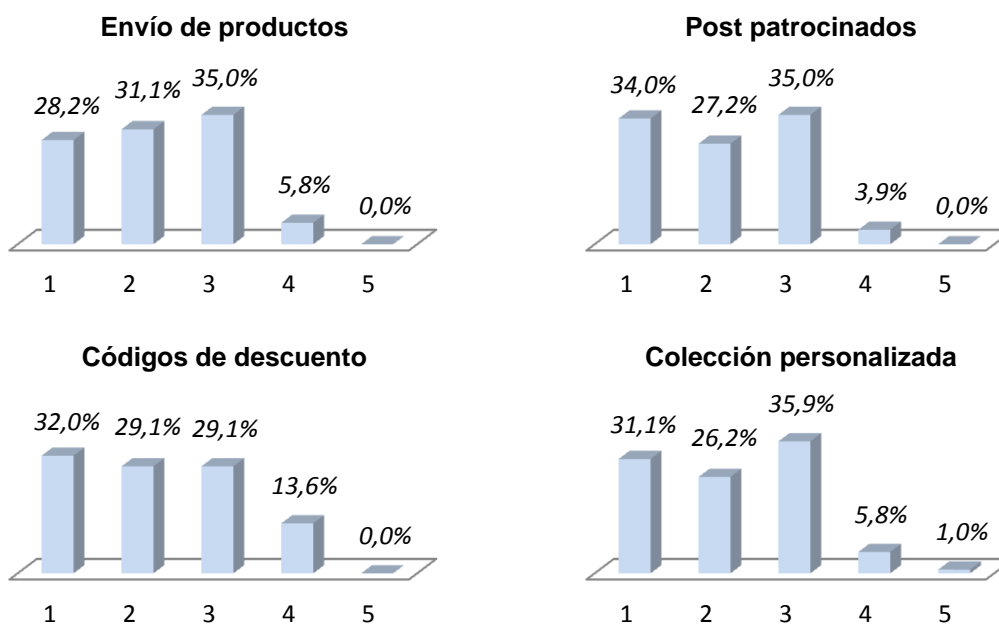 Envío de productos
28,2% 31,1% 35,0% 5,8% 0,0%
1 2 3 4 5
Post patrocinados
34,0% 27,2% 35,0% 3,9% 0,0%
1 2 3 4 5
Códigos de descuento
32,0% 29,1% 29,1% 13,6% 0,0%
1 2 3 4 5
Colección personalizada
31,1% 26,2% 35,9% 5,8% 1,0%
1 2 3 4 5